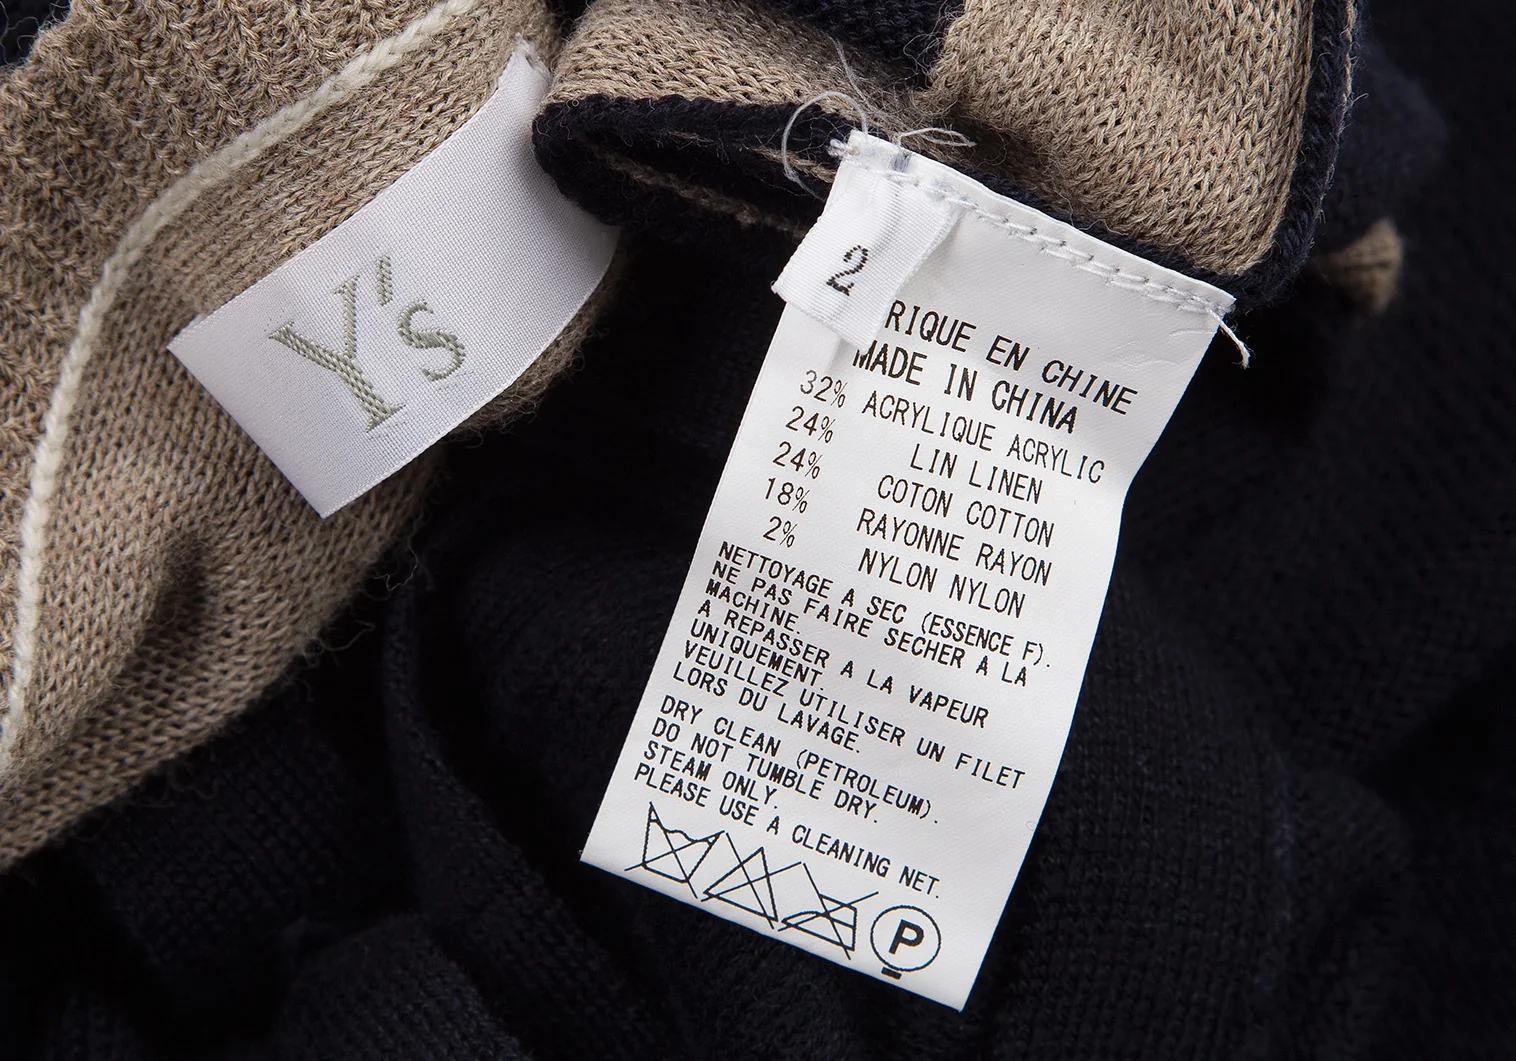 Y's
2
RIQUE EN CHINE
MADE IN CHINA
32% ACRYLIQUE ACRYLIC
24% LIN LINEN
24% COTON COTTON
18% RAYONNE RAYON
2% NYLON NYLON
NETTOYAGE A SEC (ESSENCE F).
NE PAS FAIRE SECHER A LA
MACHINE.
A REPASSER A LA VAPEUR
UNIQUEMENT.
VEUILLEZ UTILISER UN FILET
LORS DU LAVAGE.
DRY CLEAN (PETROLEUM).
DO NOT TUMBLE DRY.
STEAM ONLY.
PLEASE USE A CLEANING NET.
P